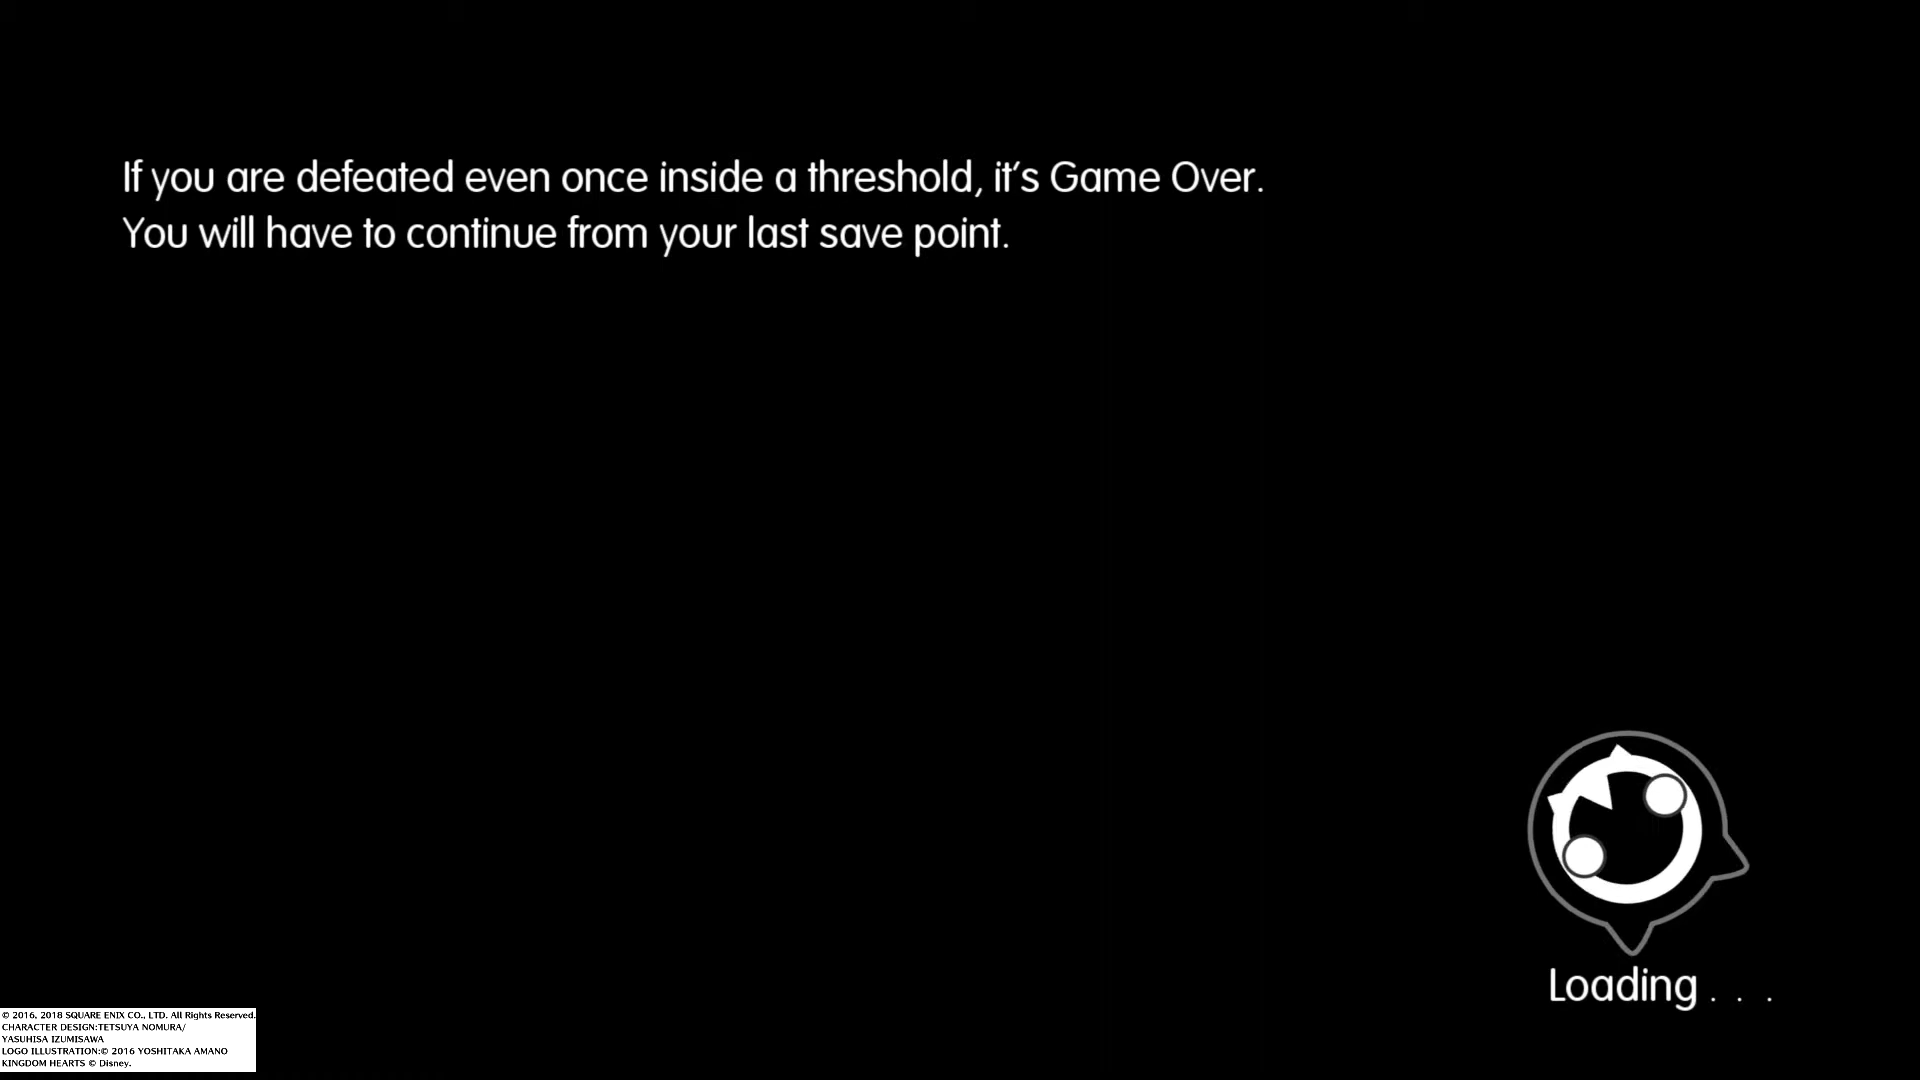 If you are defeated even once inside a threshold, it's Game Over.
You will have to continue from your last save point.
Loading . . .
© 2016, 2018 SQUARE ENIX CO., LTD. All Rights Reserved.
CHARACTER DESIGN:TETSUYA NOMURA/
YASUHISA IZUMISAWA
LOGO ILLUSTRATION:© 2016 YOSHITAKA AMANO
KINGDOM HEARTS © Disney.